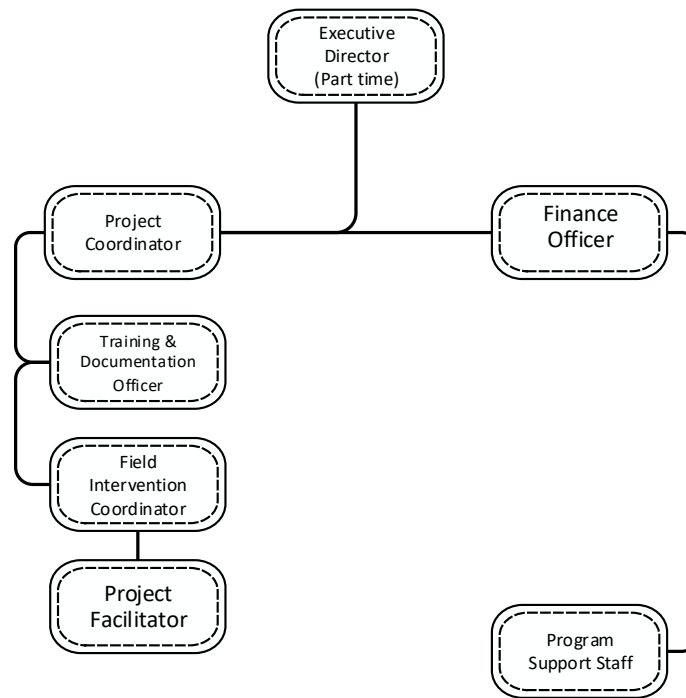 Executive
Director
(Part time)
Project
Coordinator
Finance
Officer
Training &
Documentation
Officer
Field
Intervention
Coordinator
Project
Facilitator
Program
Support Staff